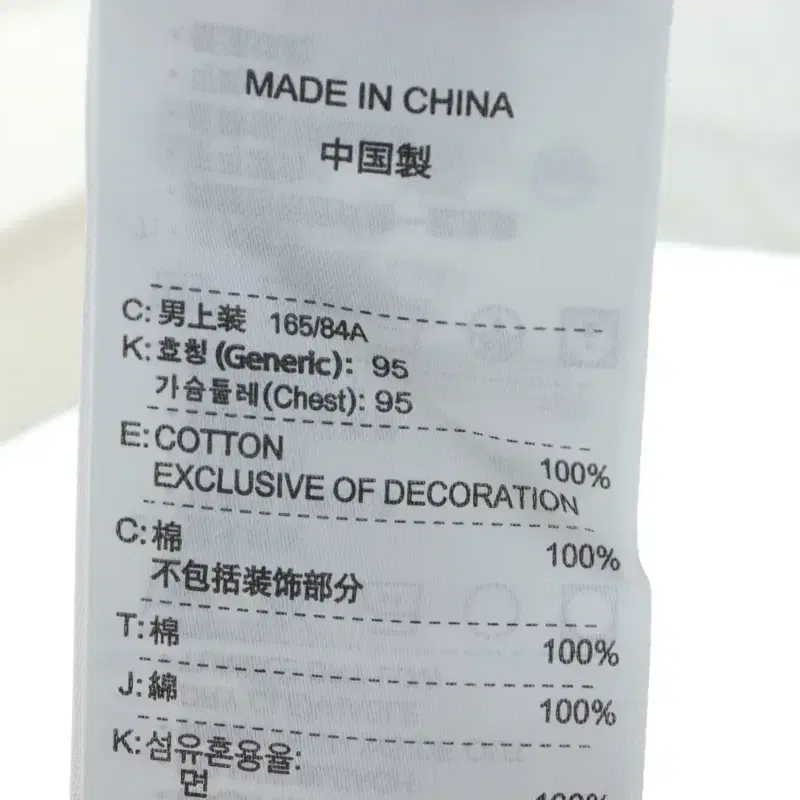 MADE IN CHINA
中国製
C: 男上装 165/84A
K: 호칭 (Generic): 95
가슴둘레(Chest): 95
E: COTTON 100%
EXCLUSIVE OF DECORATION
C: 棉 100%
不包括装饰部分
T: 棉 100%
J: 綿 100%
K: 섬유혼용율:
면 100%